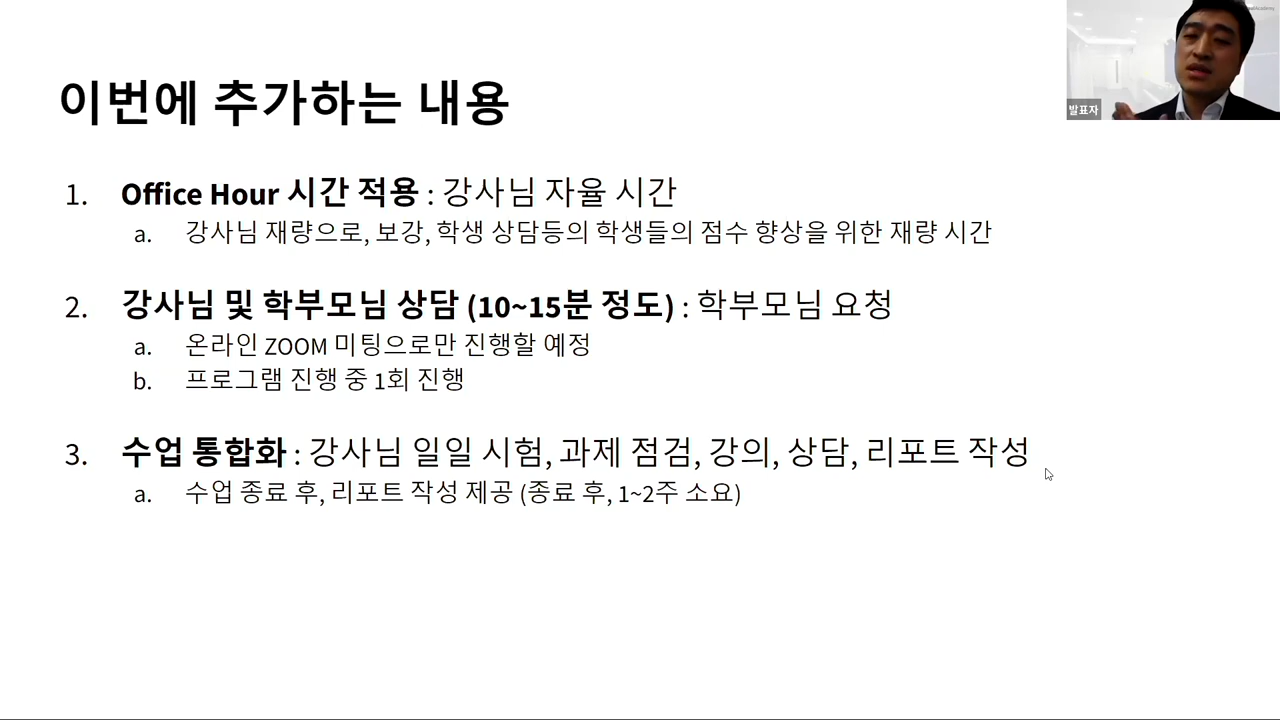 이번에 추가하는 내용
발표자
1. Office Hour 시간 적용 : 강사님 자율 시간
a. 강사님 재량으로, 보강, 학생 상담등의 학생들의 점수 향상을 위한 재량 시간
2. 강사님 및 학부모님 상담 (10~15분 정도) : 학부모님 요청
a. 온라인 ZOOM 미팅으로만 진행할 예정
b. 프로그램 진행 중 1회 진행
3. 수업 통합화 : 강사님 일일 시험, 과제 점검, 강의, 상담, 리포트 작성
a. 수업 종료 후, 리포트 작성 제공 (종료 후, 1~2주 소요)